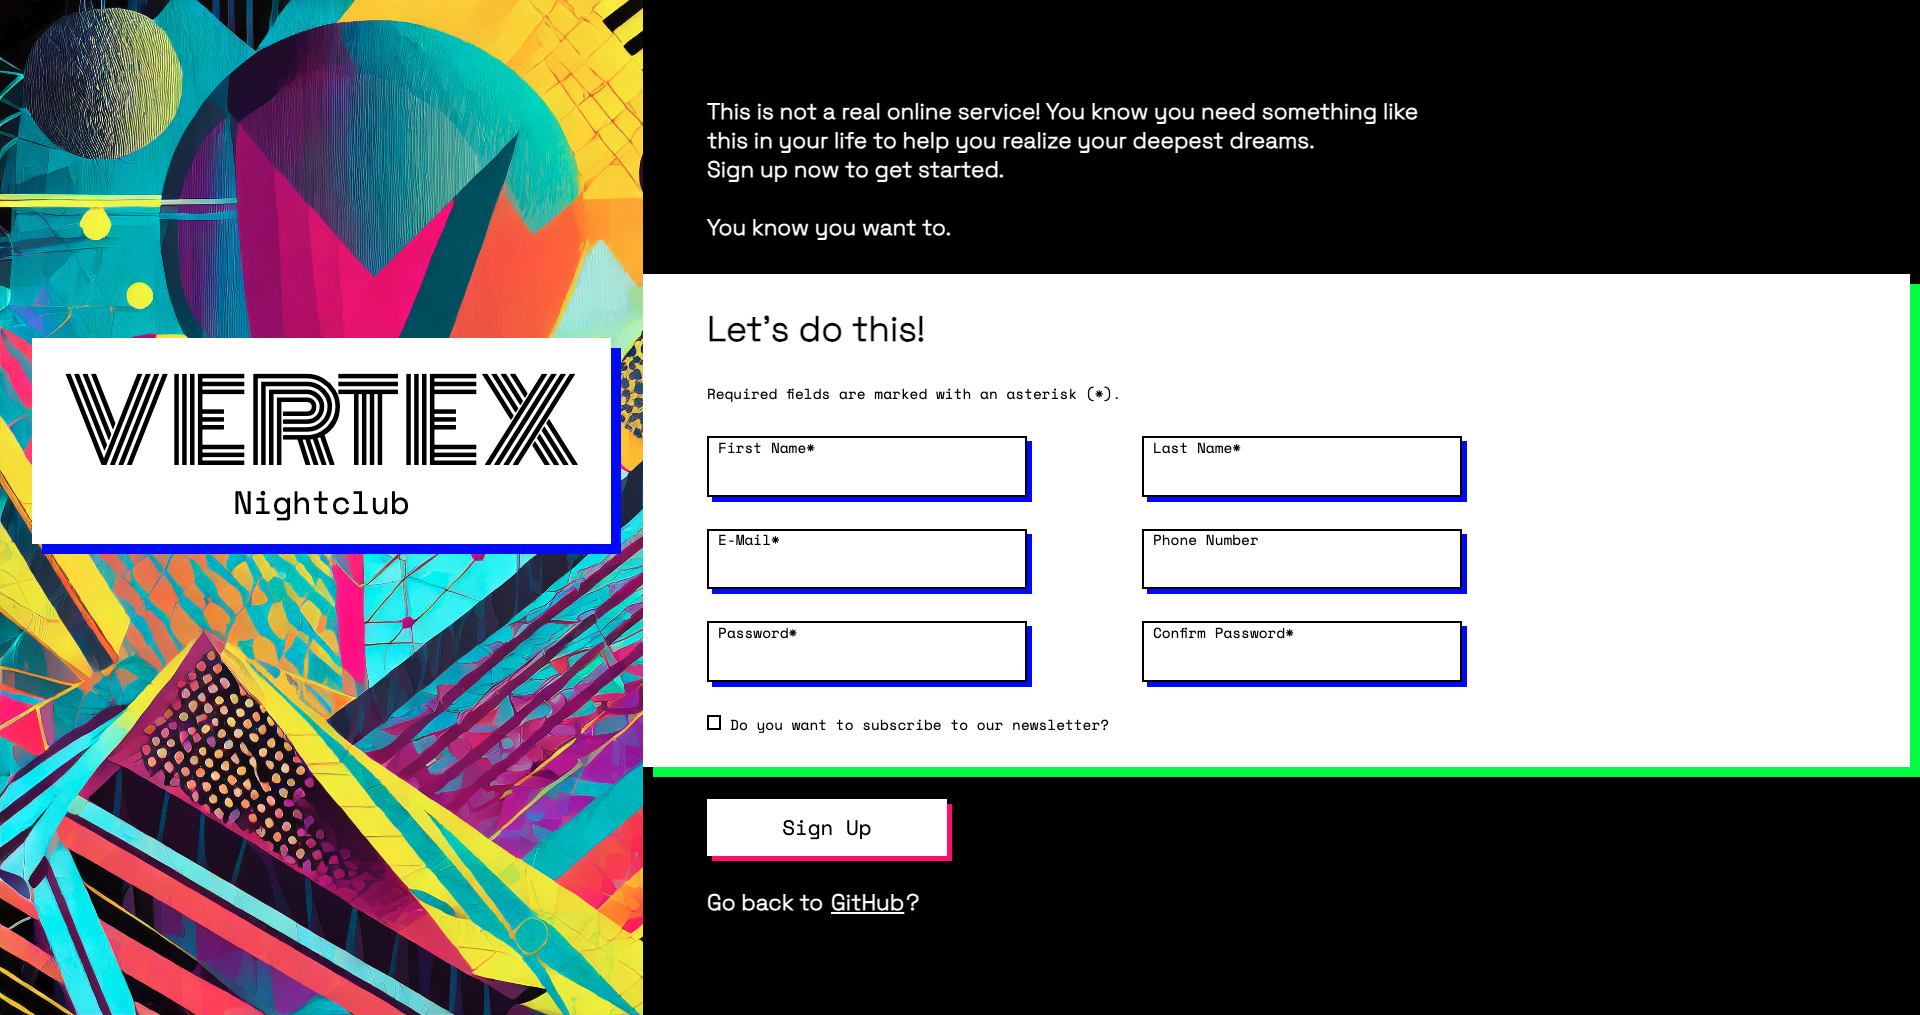 VERTEX
Nightclub
This is not a real online service! You know you need something like
this in your life to help you realize your deepest dreams.
Sign up now to get started.
You know you want to.
Let's do this!
Required fields are marked with an asterisk (*).
First Name*
Last Name*
E-Mail*
Phone Number
Password*
Confirm Password*
Do you want to subscribe to our newsletter?
Sign Up
Go back to GitHub?